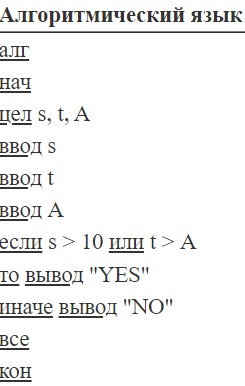 Алгоритмический язык
алг
нач
цел s, t, A
ввод s
ввод t
ввод A
если s > 10 или t > A
то вывод "YES"
иначе вывод "NO"
все
кон